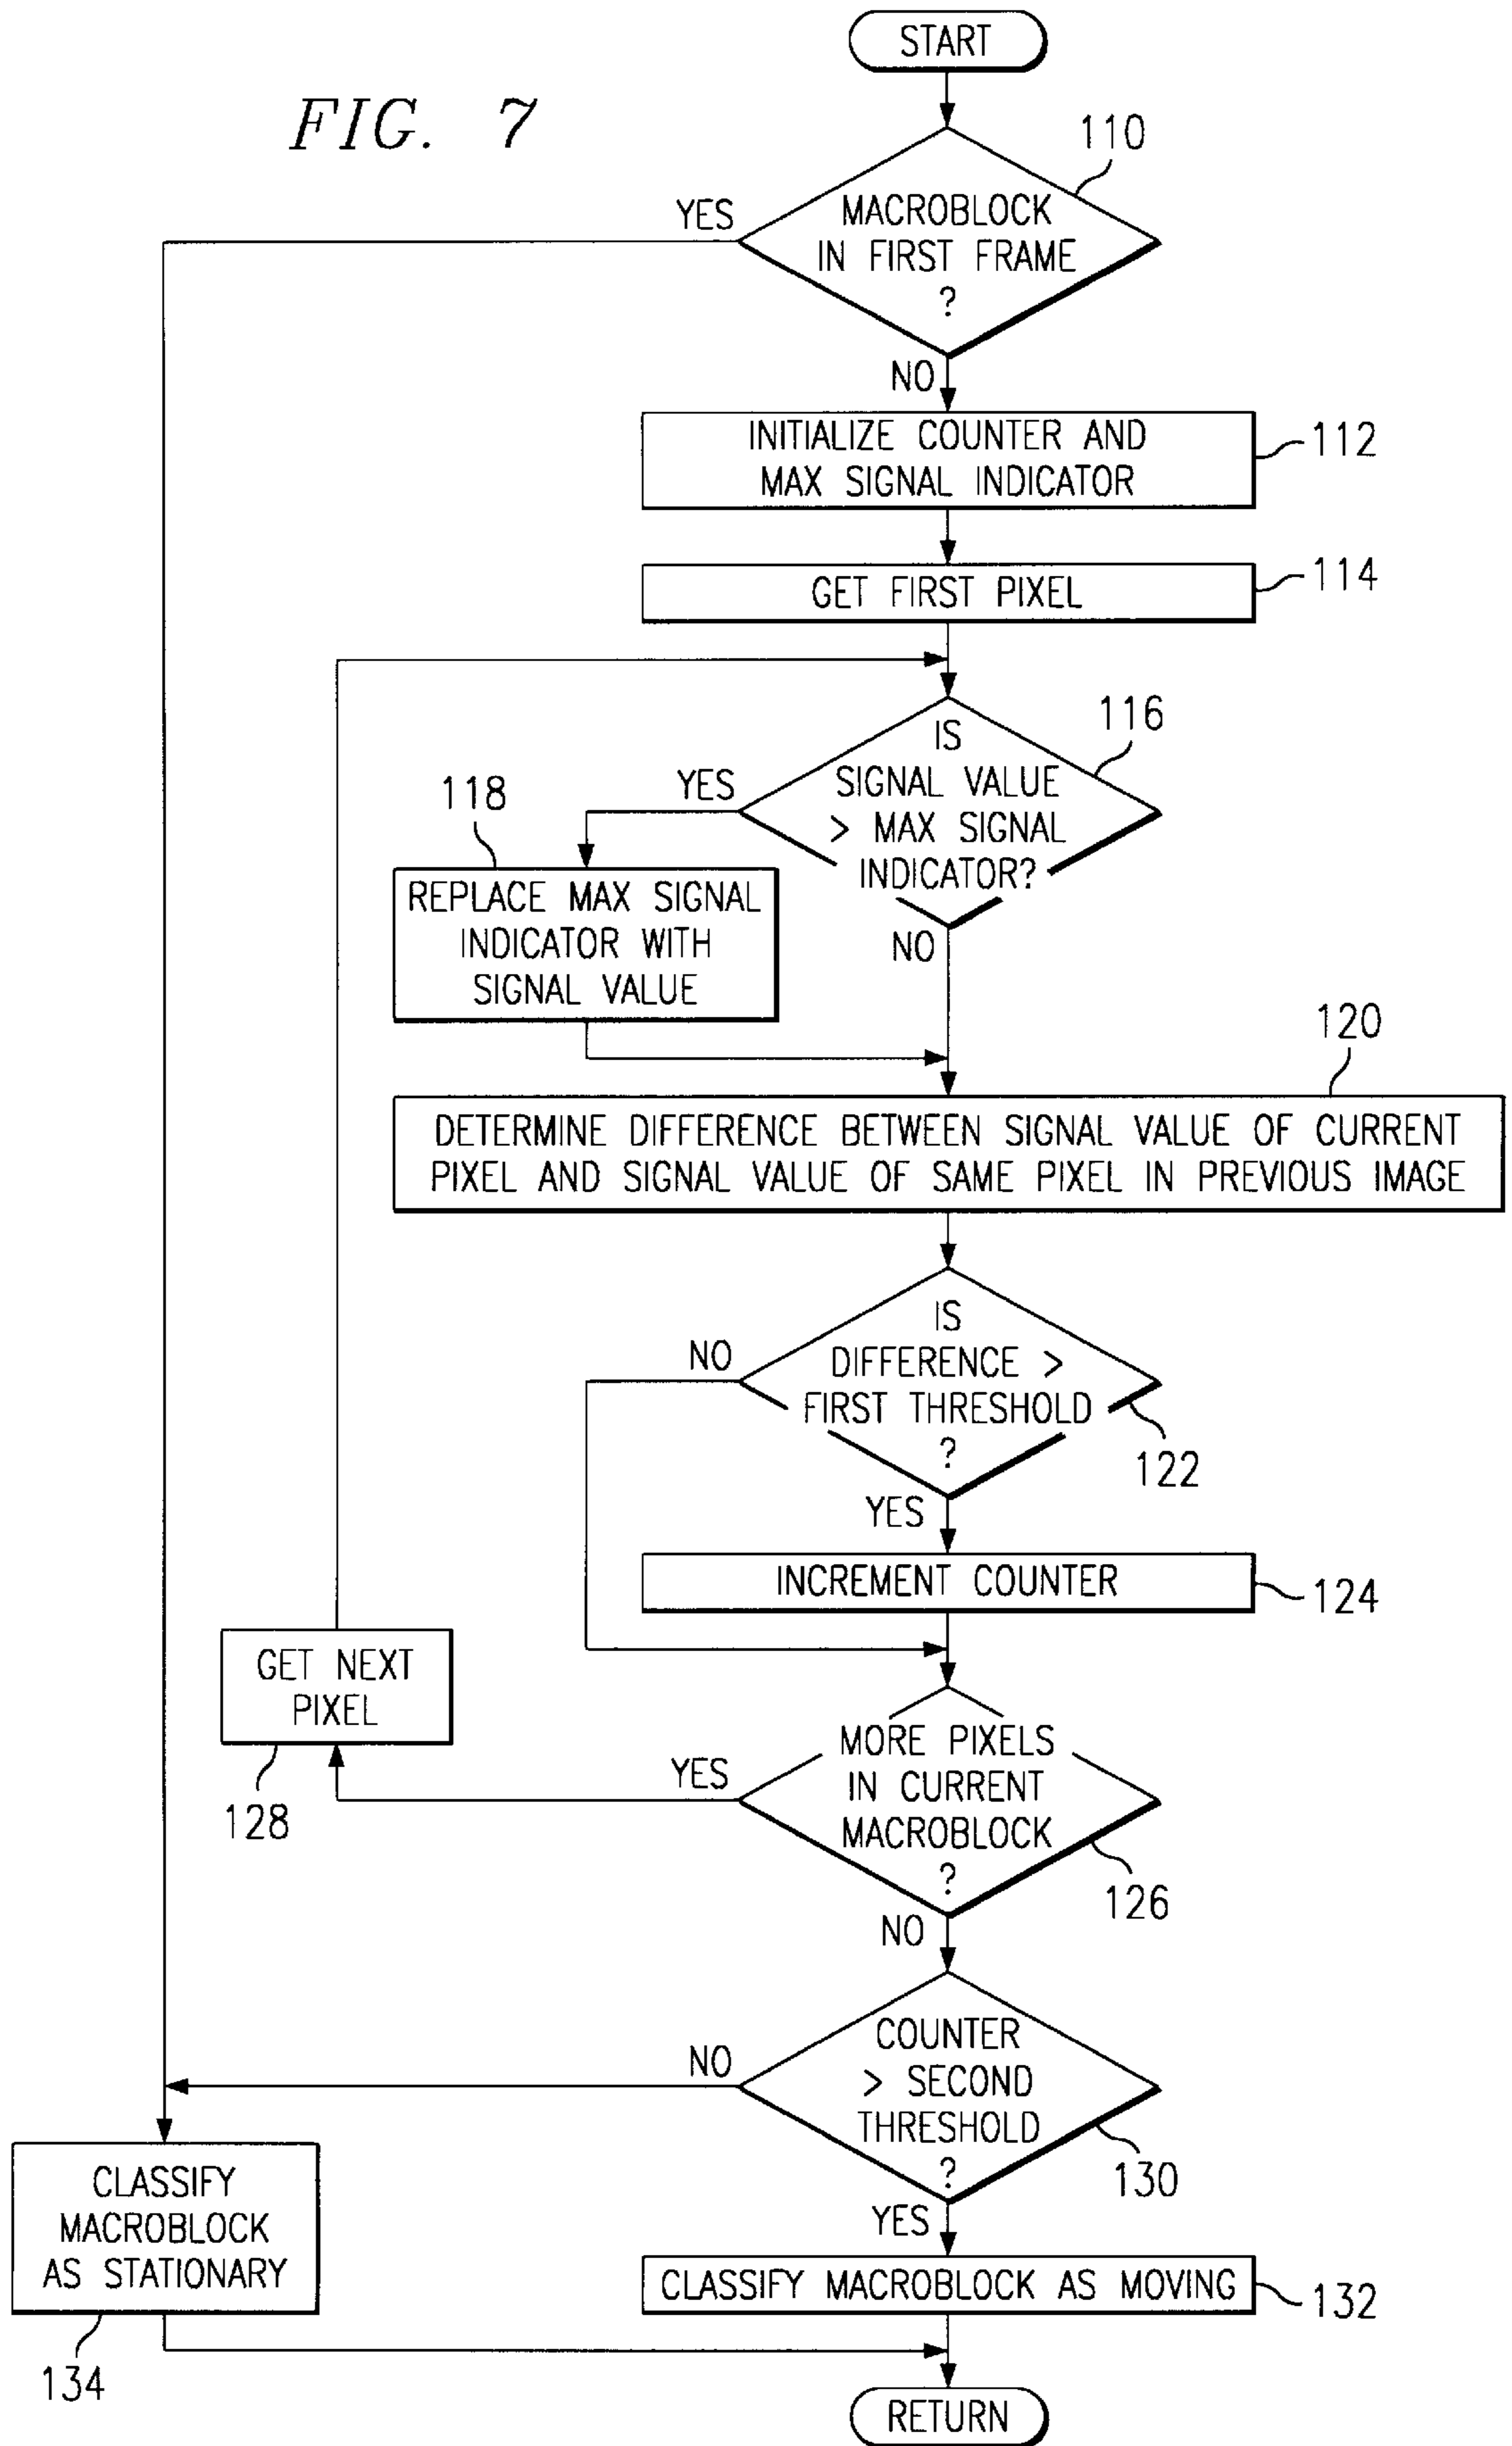 START
FIG. 7
110
YES
MACROBLOCK
IN FIRST FRAME
?
NO
INITIALIZE COUNTER AND
MAX SIGNAL INDICATOR
112
GET FIRST PIXEL
114
IS
SIGNAL VALUE
> MAX SIGNAL
INDICATOR?
116
YES
118
REPLACE MAX SIGNAL
INDICATOR WITH
SIGNAL VALUE
NO
120
DETERMINE DIFFERENCE BETWEEN SIGNAL VALUE OF CURRENT
PIXEL AND SIGNAL VALUE OF SAME PIXEL IN PREVIOUS IMAGE
IS
DIFFERENCE >
FIRST THRESHOLD
?
NO
122
YES
INCREMENT COUNTER
124
GET NEXT
PIXEL
128
MORE PIXELS
IN CURRENT
MACROBLOCK
?
YES
126
NO
COUNTER
> SECOND
THRESHOLD
?
NO
130
YES
CLASSIFY
MACROBLOCK
AS STATIONARY
134
CLASSIFY MACROBLOCK AS MOVING
132
RETURN